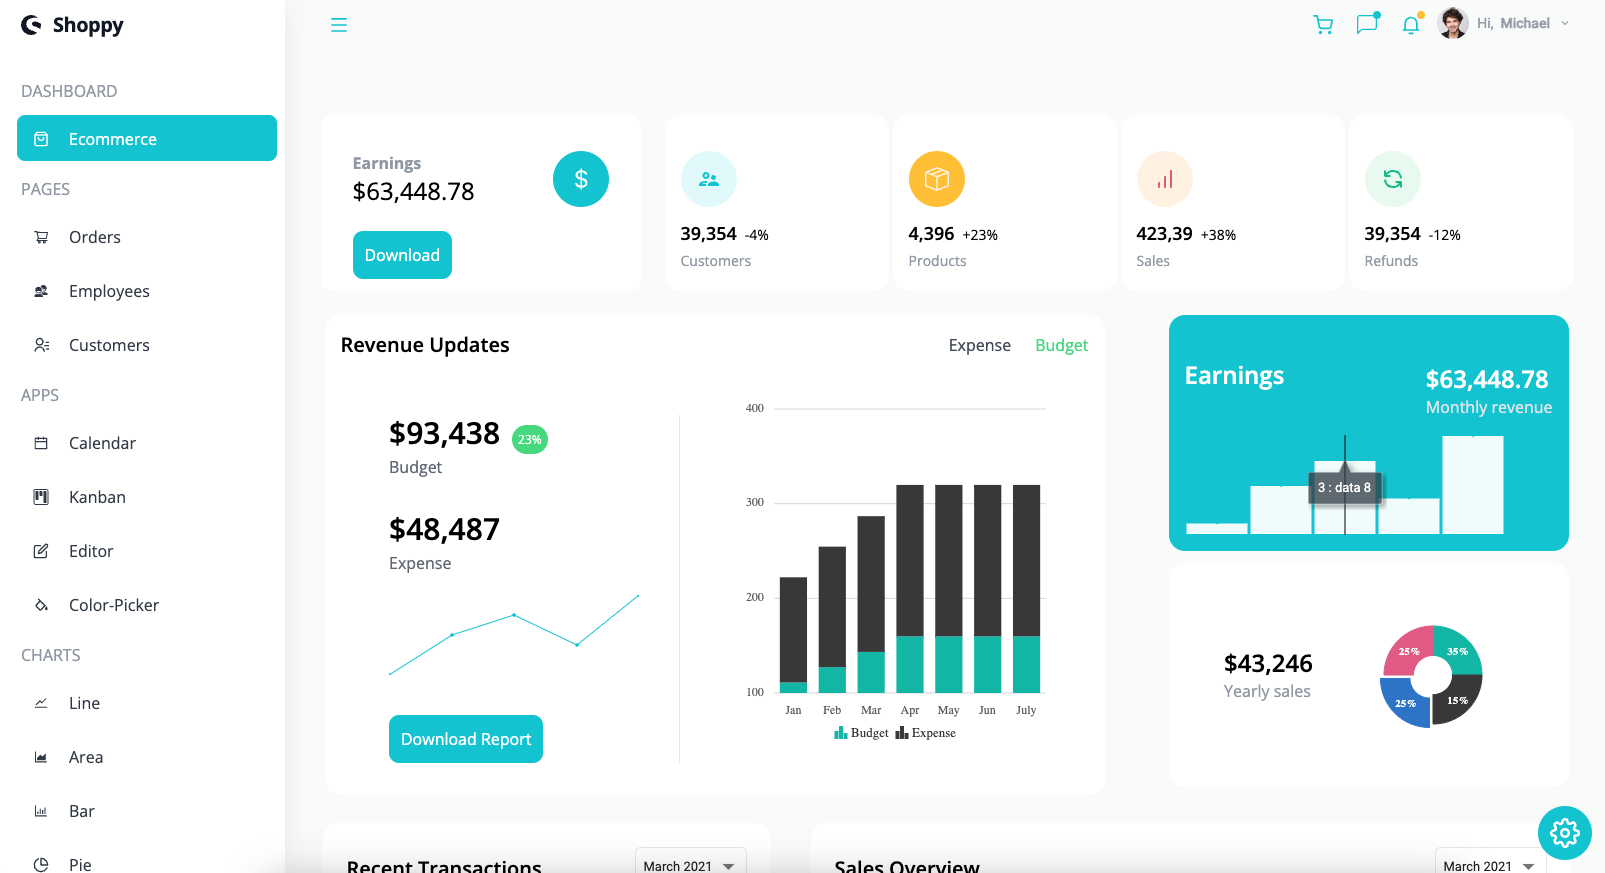 Shoppy
Hi, Michael
DASHBOARD
Ecommerce
PAGES
Orders
Employees
Customers
APPS
Calendar
Kanban
Editor
Color-Picker
CHARTS
Line
Area
Bar
Pie
Earnings
$63,448.78
$
Download
39,354 -4%
Customers
4,396 +23%
Products
423,39 +38%
Sales
39,354 -12%
Refunds
Revenue Updates
Expense Budget
$93,438 23%
Budget
$48,487
Expense
Download Report
400
300
200
100
Jan Feb Mar Apr May Jun July
Budget Expense
Earnings
$63,448.78
Monthly revenue
3 : data 8
$43,246
Yearly sales
25% 35%
25% 15%
Recent Transactions
March 2021
Sales Overview
March 2021